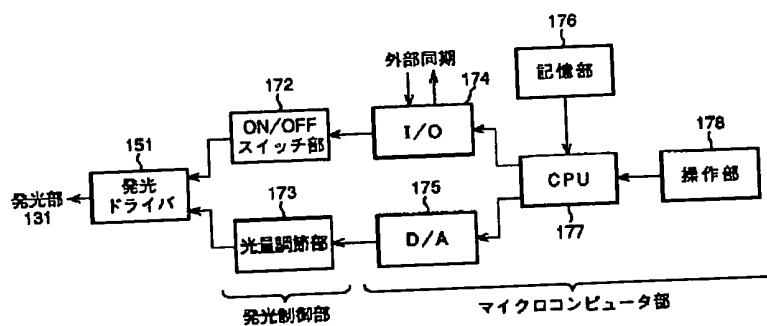 176
外部同期
記憶部
172
174
178
ON/OFF
スイッチ部
I/O
151
操作部
CPU
発光
ドライバ
発光部
131
173
175
177
光量調節部
D/A
発光制御部
マイクロコンピュータ部